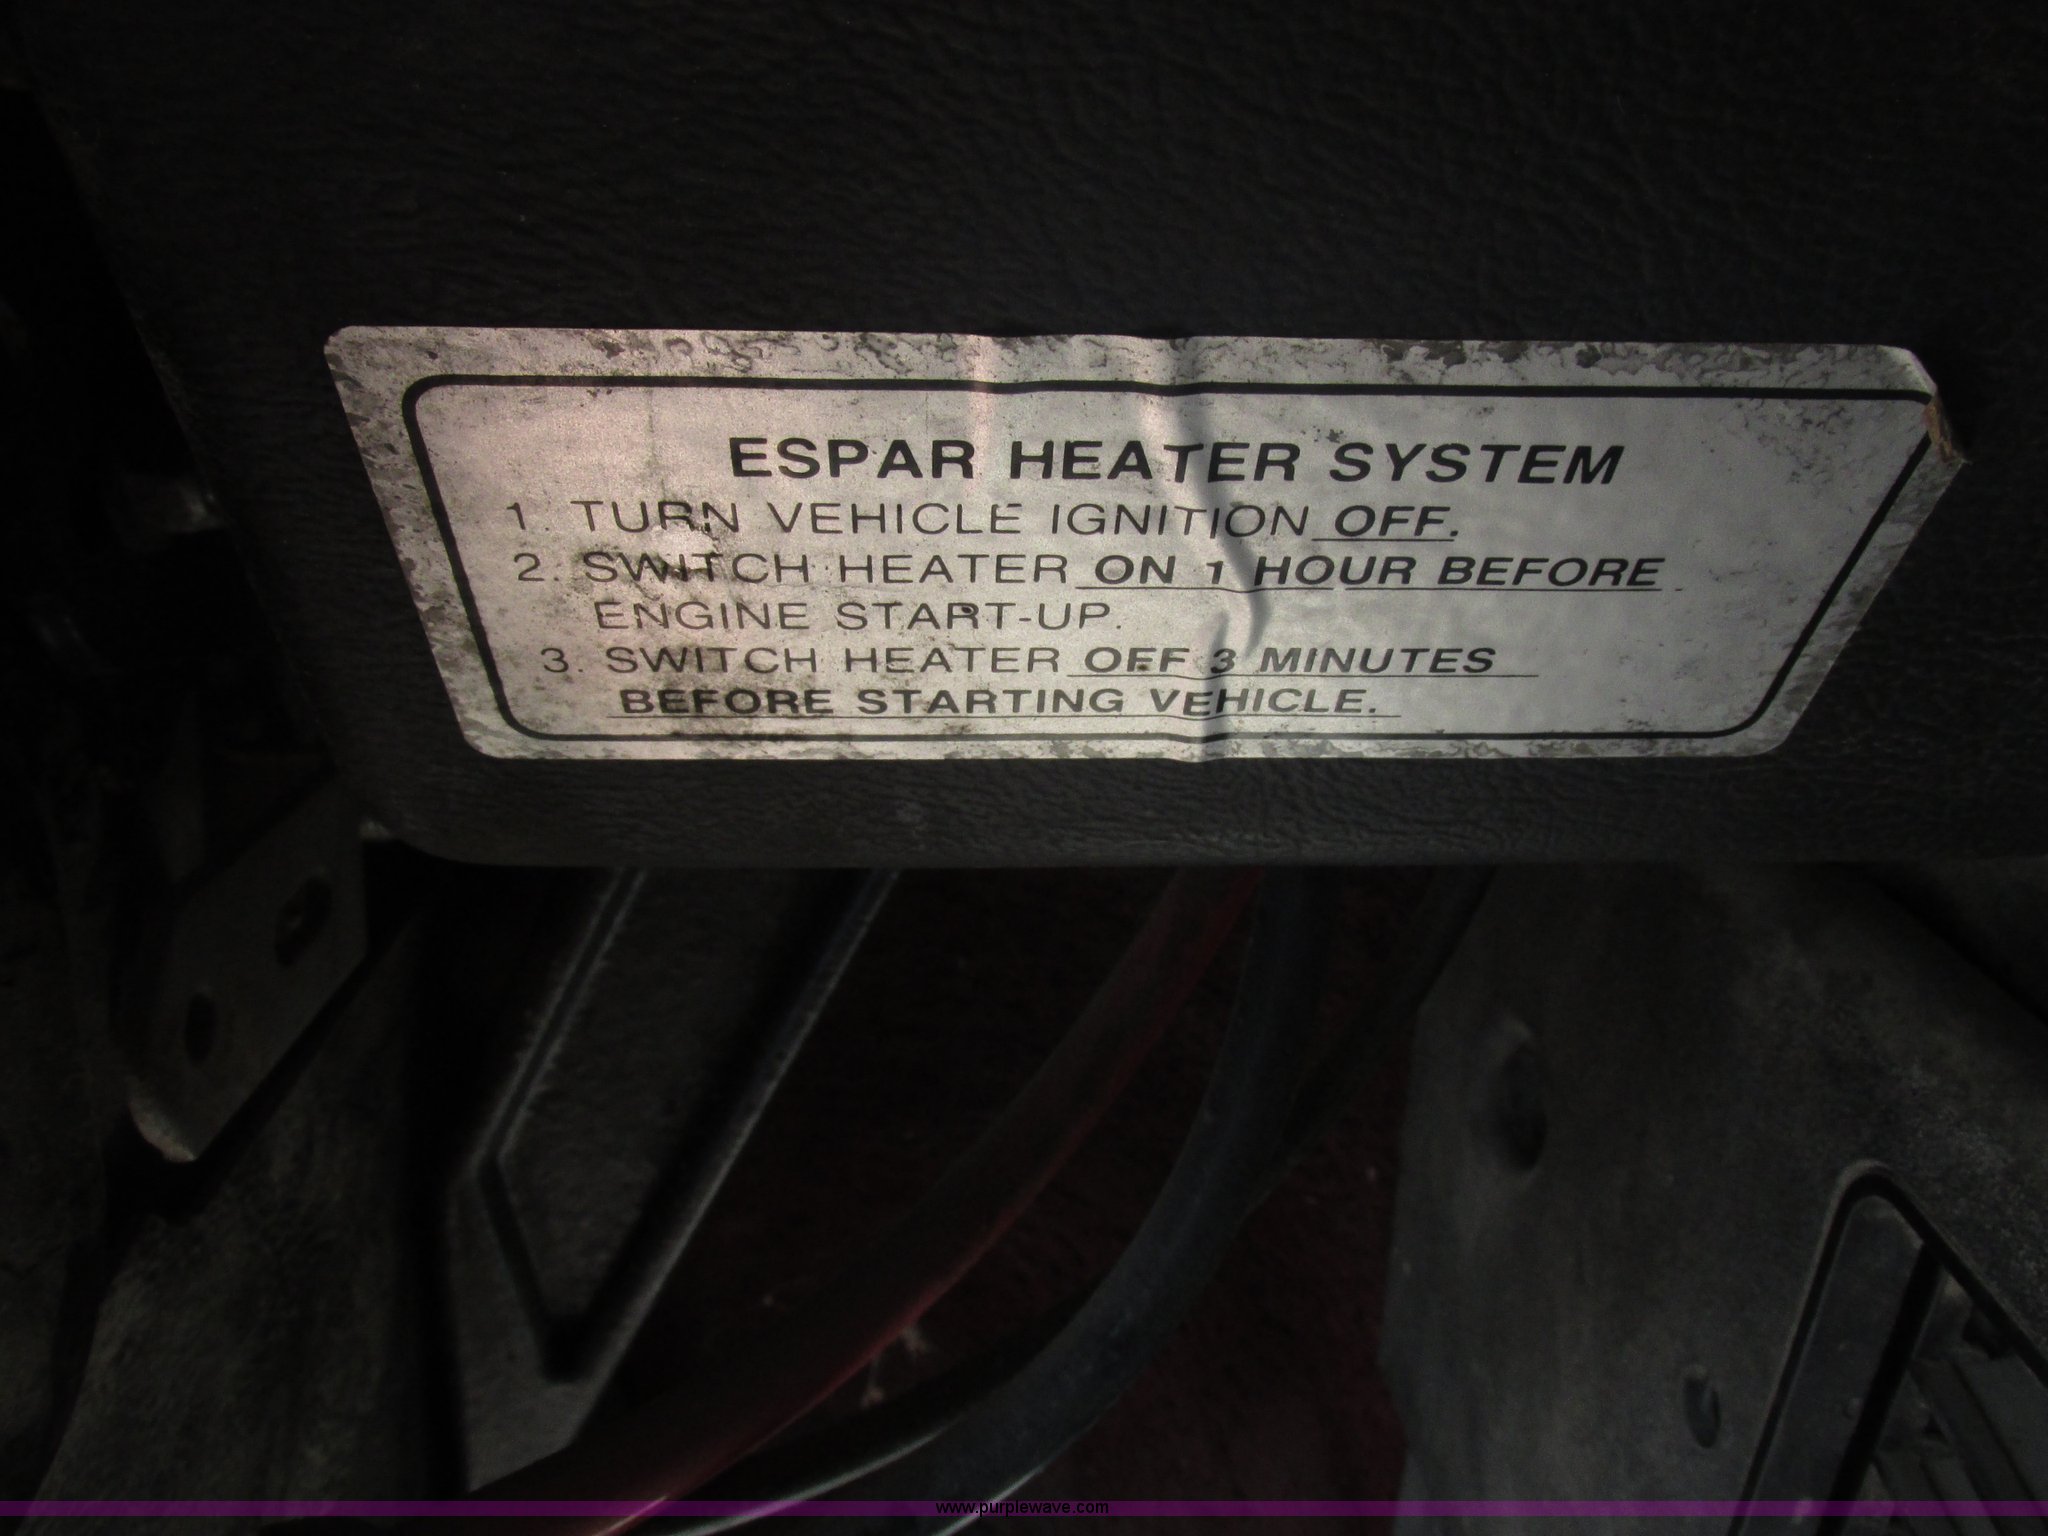 ESPAR HEATER SYSTEM
1. TURN VEHICLE IGNITION OFF.
2. SWITCH HEATER ON 1 HOUR BEFORE
ENGINE START-UP.
3. SWITCH HEATER OFF 3 MINUTES
BEFORE STARTING VEHICLE.
www.purplewave.com